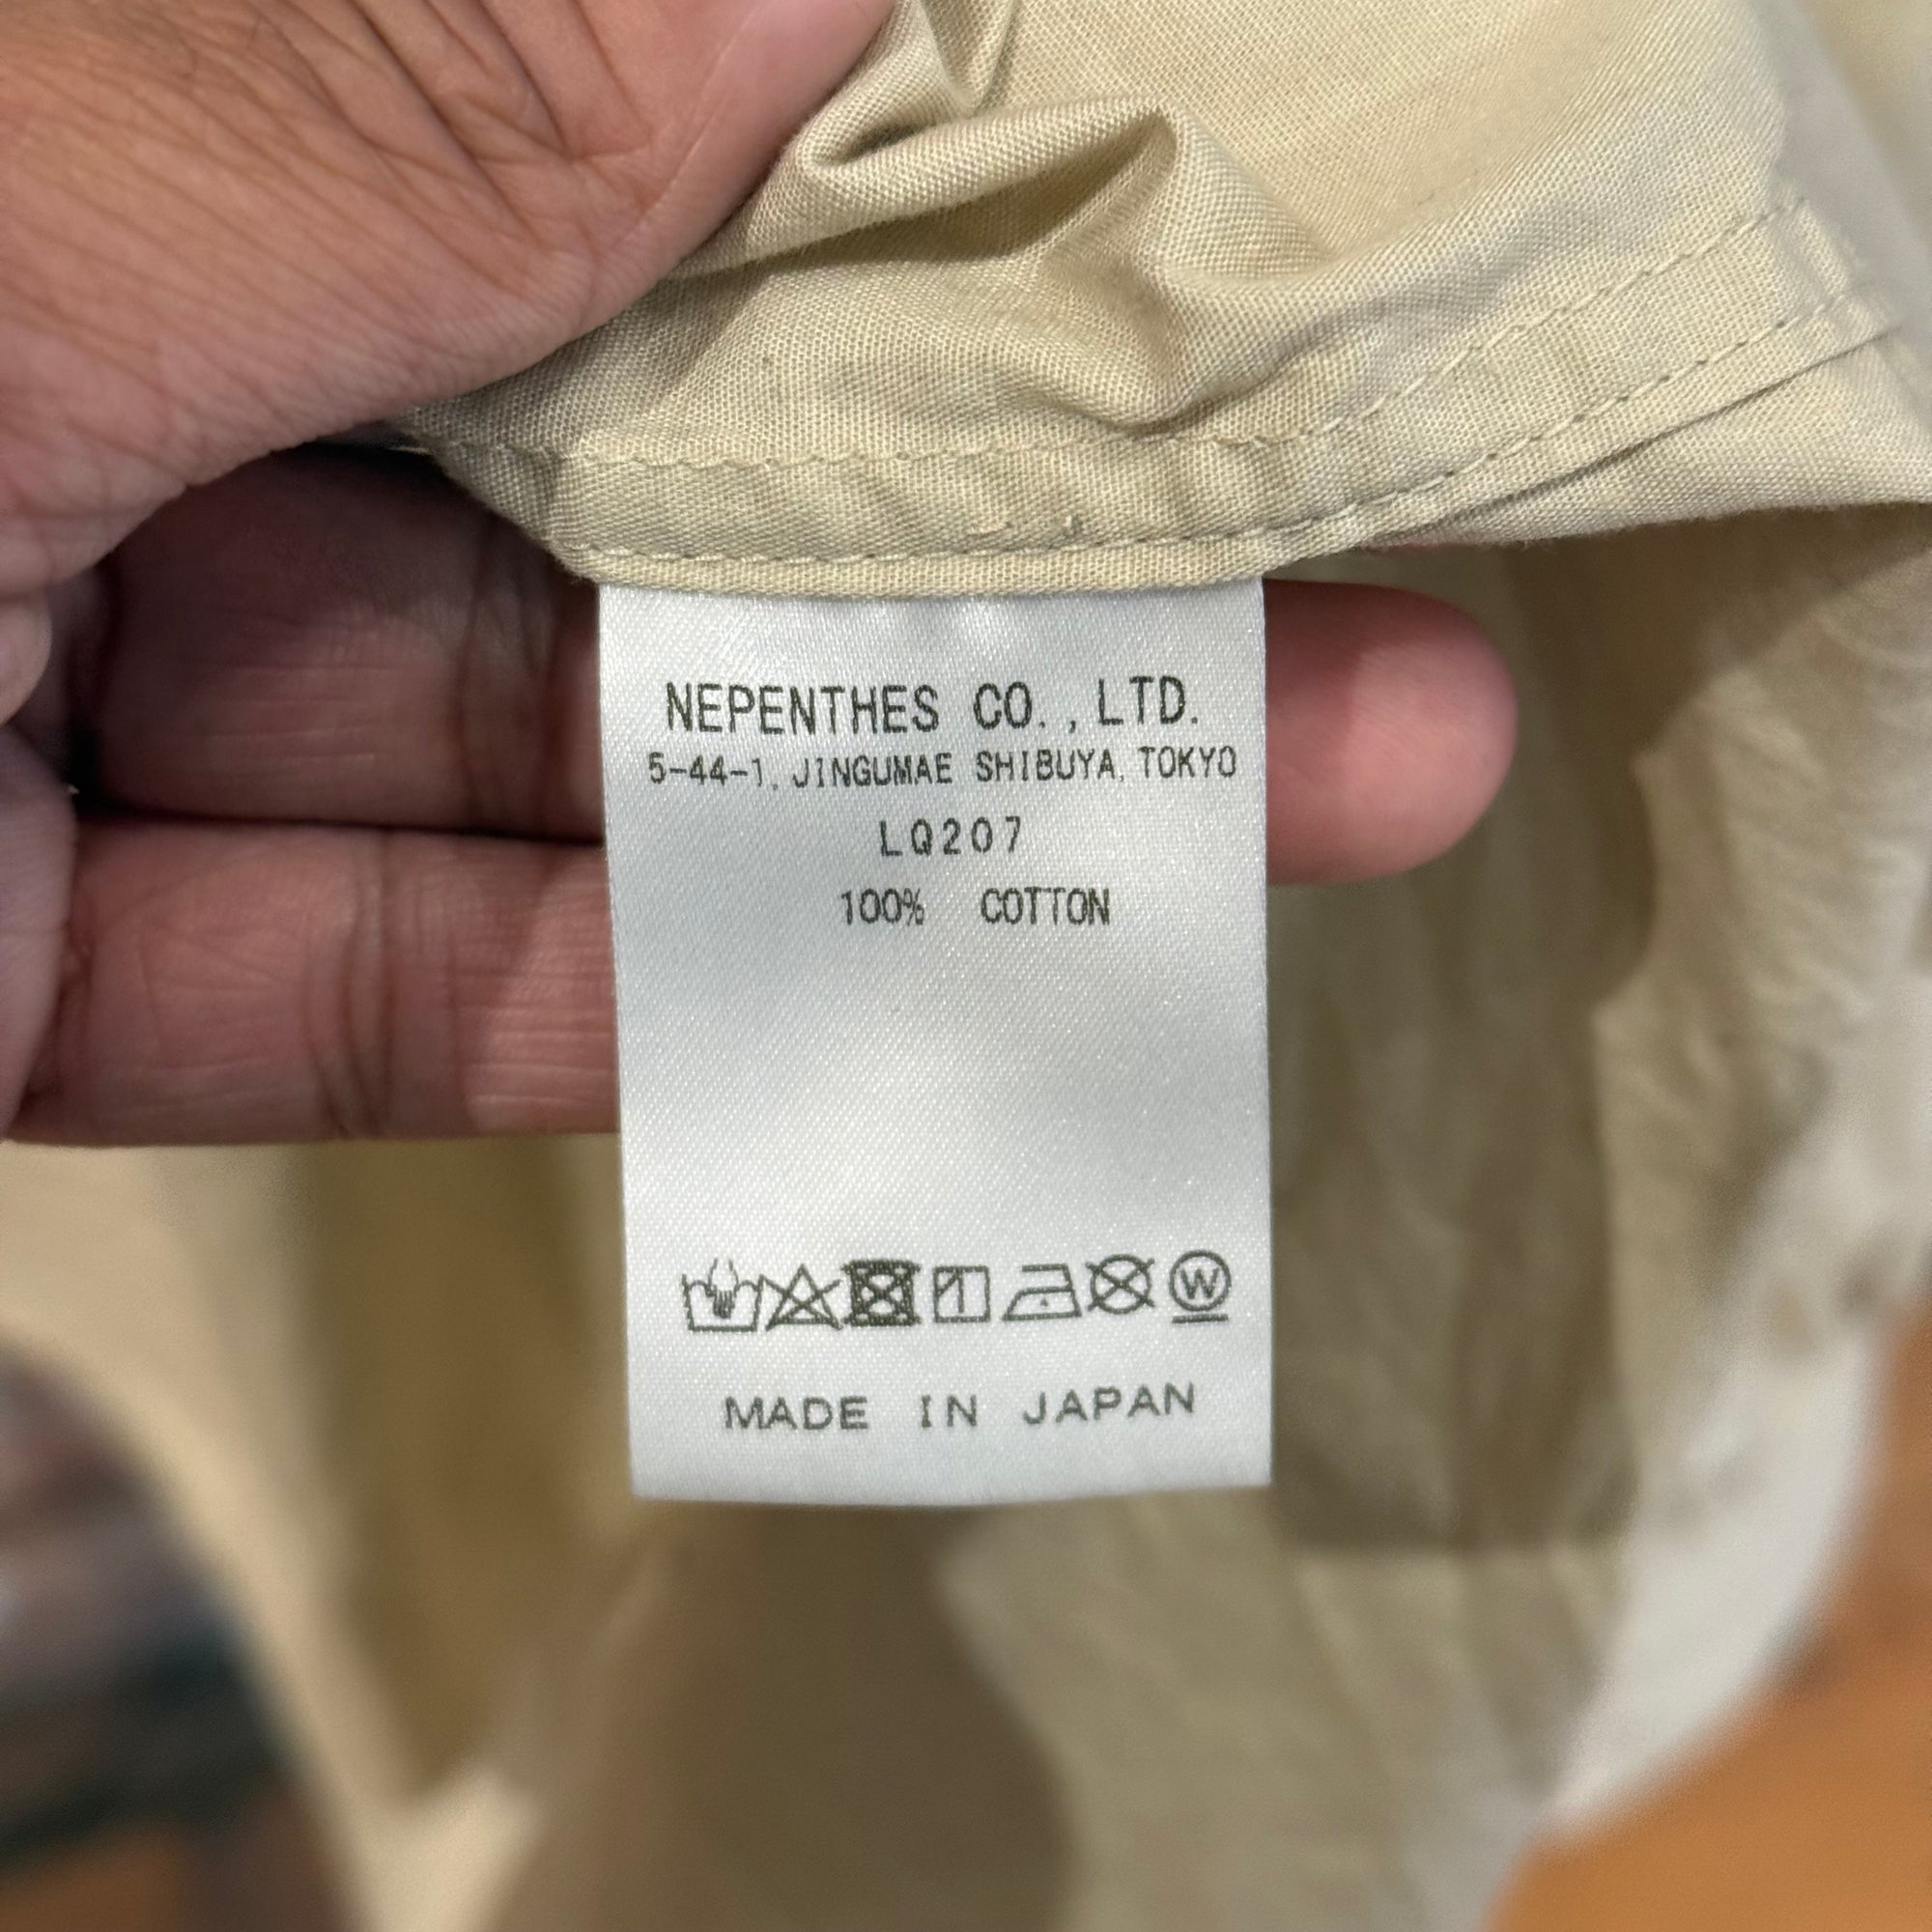 NEPENTHES CO., LTD.
5-44-1, JINGUMAE SHIBUYA, TOKYO
LQ207
100% COTTON
W
MADE IN JAPAN